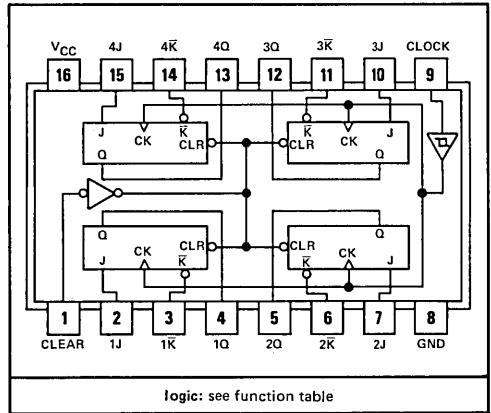 VCC 4J 4K̅ 4Q 3Q 3K̅ 3J CLOCK
16 15 14 13 12 11 10 9
J CK K̅ CLR K̅ CK J
Q CLR Q
Q CLR Q
J CK K̅ K̅ CK J
1 2 3 4 5 6 7 8
CLEAR 1J 1K̅ 1Q 2Q 2K̅ 2J GND
logic: see function table